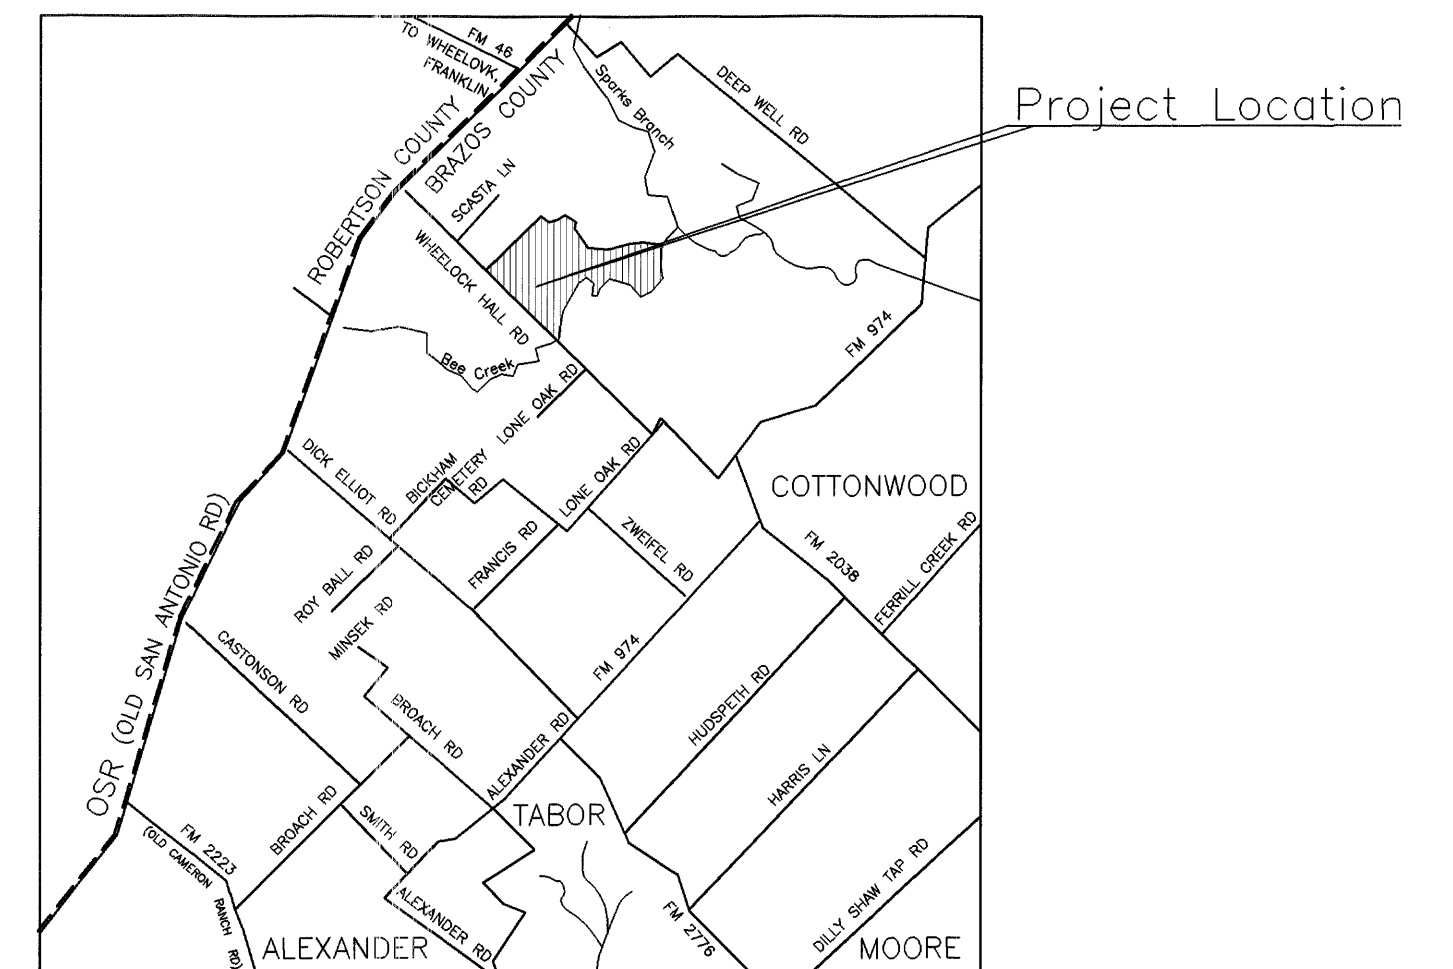 FM 46
TO WHEELOVK,
FRANKLIN
ROBERTSON COUNTY
BRAZOS COUNTY
Sparks Branch
DEEP WELL RD
Project Location
SCASTA LN
WHEELOCK HALL RD
Bee Creek
FM 974
LONE OAK RD
DICK ELLIOT RD
BICKHAM
CEMETERY
RD
LONE OAK RD
COTTONWOOD
ROY BALL RD
FRANCIS RD
ZWEIFEL RD
FM 2038
FERRILL CREEK RD
OSR (OLD SAN ANTONIO RD)
MINSEK RD
CASTONSON RD
FM 974
BROACH RD
HUDSPETH RD
ALEXANDER RD
HARRIS LN
TABOR
BROACH RD
SMITH RD
FM 2223
(OLD CAMERON
RANCH RD)
ALEXANDER RD
FM 2776
DILLY SHAW TAP RD
ALEXANDER
MOORE